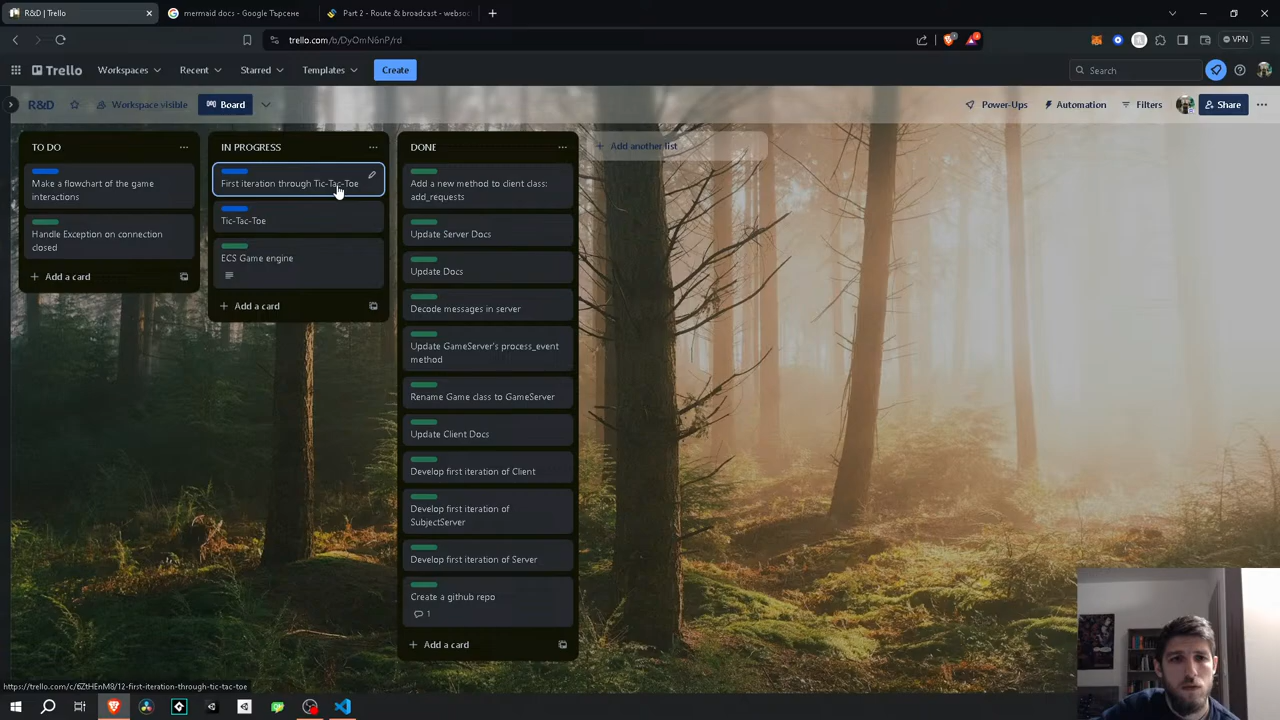 R&D | Trello
mermaid docs - Google Търсене
Part 2 - Route & broadcast - websoc
trello.com/b/DyOmN6nP/rd
1
VPN
Trello
Workspaces
Recent
Starred
Templates
Create
Search
R&D
Workspace visible
Board
Power-Ups
Automation
Filters
Share
TO DO
Make a flowchart of the game
interactions
Handle Exception on connection
closed
Add a card
IN PROGRESS
First iteration through Tic-Tac-Toe
Tic-Tac-Toe
ECS Game engine
Add a card
DONE
Add a new method to client class:
add_requests
Update Server Docs
Update Docs
Decode messages in server
Update GameServer's process_event
method
Rename Game class to GameServer
Update Client Docs
Develop first iteration of Client
Develop first iteration of
SubjectServer
Develop first iteration of Server
Create a github repo
1
Add a card
Add another list
https://trello.com/c/6ZtHEnM8/12-first-iteration-through-tic-tac-toe